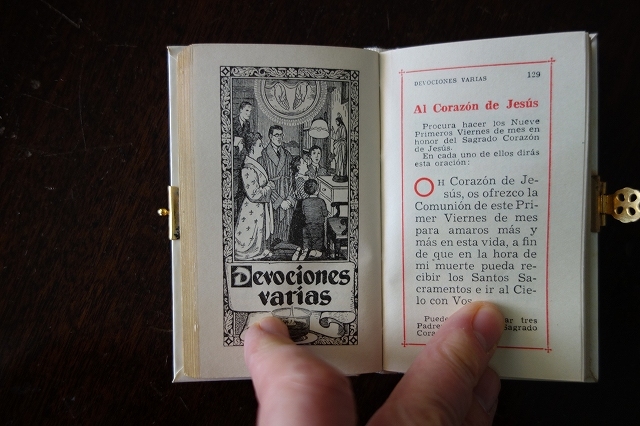 Devociones
varias
DEVOCIONES VARIAS 129
Al Corazón de Jesús
Procura hacer los Nueve
Primeros Viernes de mes en
honor del Sagrado Corazón
de Jesús.
En cada uno de ellos dirás
esta oración:
OH Corazón de Je-
sús, os ofrezco la
Comunión de este Pri-
mer Viernes de mes
para amaros más y
más en esta vida, a fin
de que en la hora de
mi muerte pueda re-
cibir los Santos Sa-
cramentos e ir al Cie-
lo con Vos.
tres
Sagrado